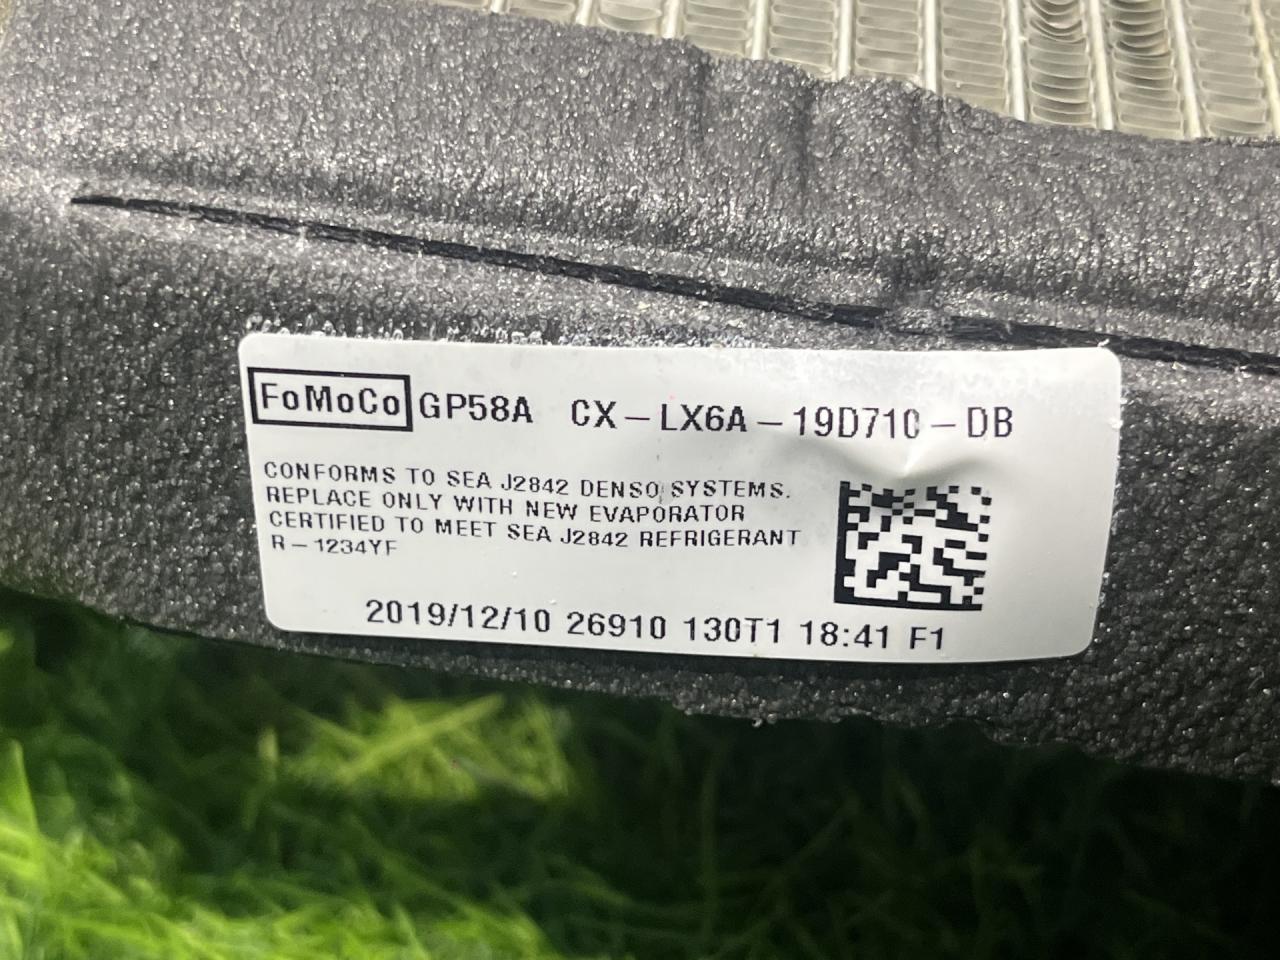 FoMoCo GP58A CX-LX6A-19D710-DB
CONFORMS TO SEA J2842 DENSO SYSTEMS.
REPLACE ONLY WITH NEW EVAPORATOR
CERTIFIED TO MEET SEA J2842 REFRIGERANT
R-1234YF
2019/12/10 26910 130T1 18:41 F1